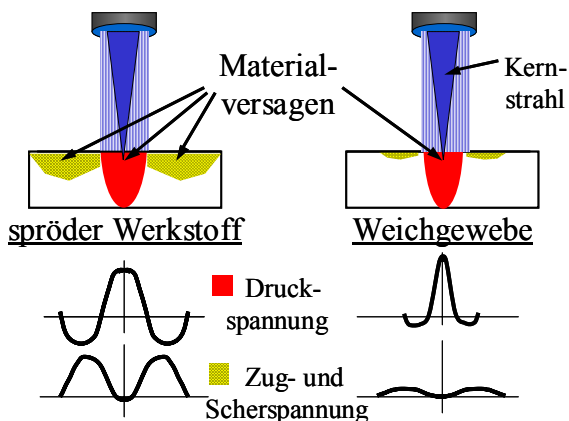 Material-
versagen
Kern-
strahl
spröder Werkstoff
Weichgewebe
Druck-
spannung
Zug- und
Scherspannung